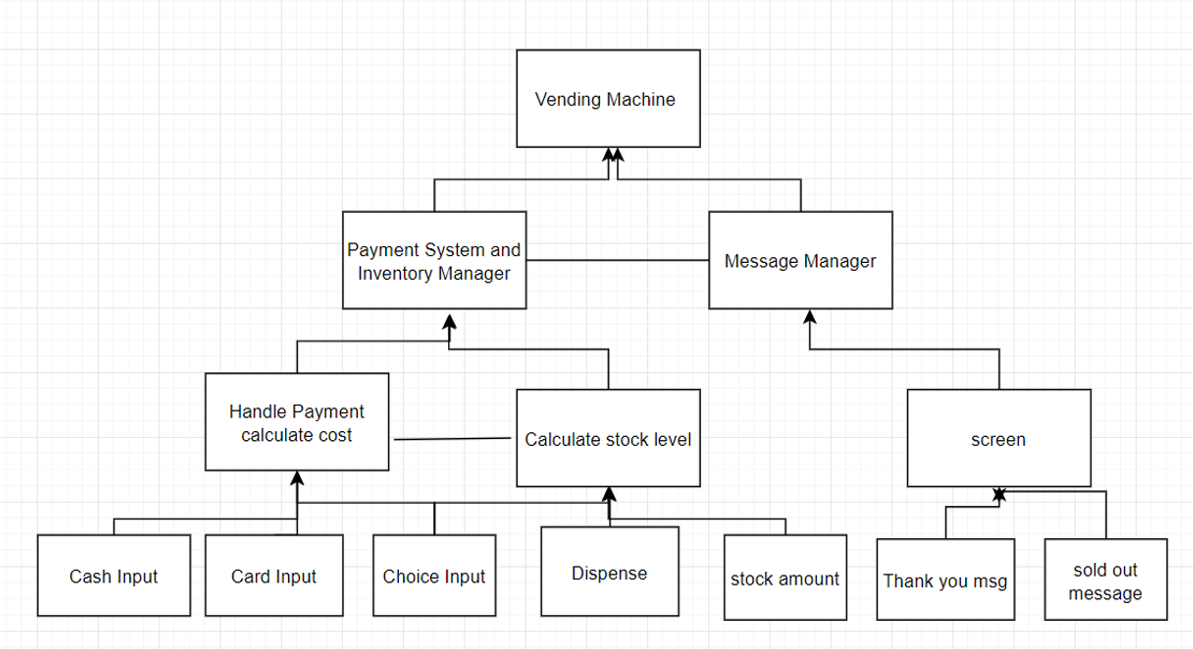 Vending Machine
Payment System and
Inventory Manager
Message Manager
Handle Payment
calculate cost
Calculate stock level
screen
Cash Input
Card Input
Choice Input
Dispense
stock amount
Thank you msg
sold out
message